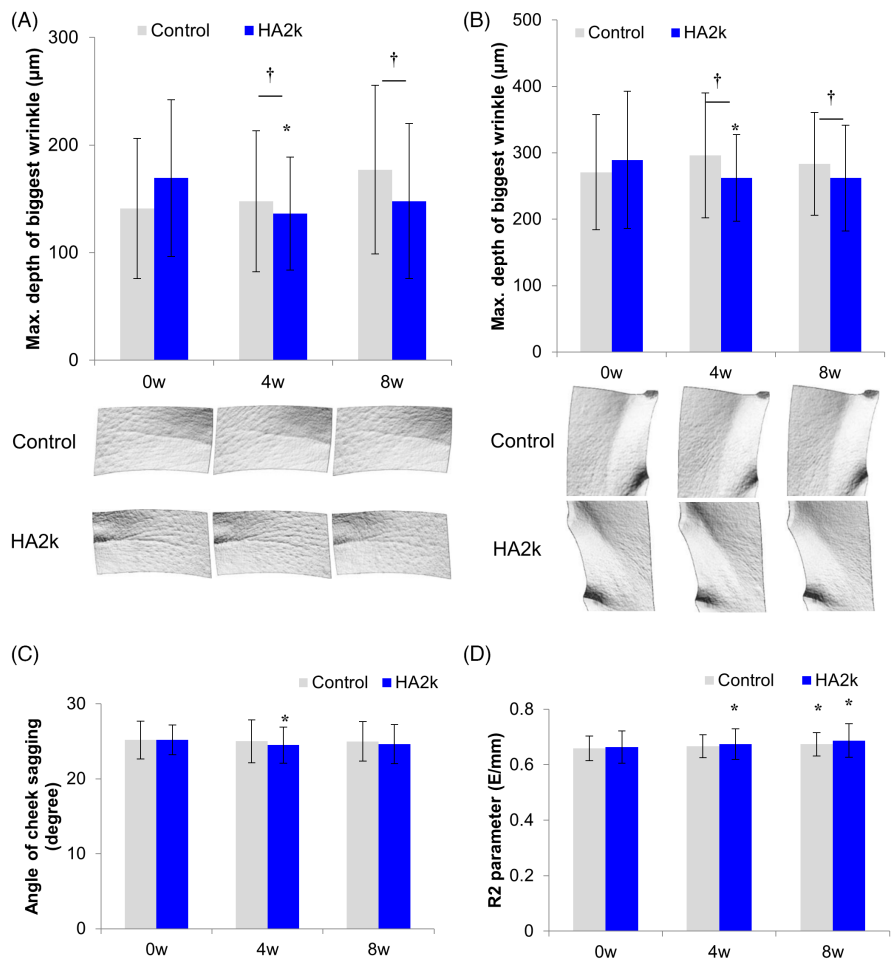 (A)
Control HA2k
Max. depth of biggest wrinkle (µm)
300
200
100
0
†
*
†
0w 4w 8w
Control
HA2k
(B)
Control HA2k
Max. depth of biggest wrinkle (µm)
500
400
300
200
100
0
†
*
†
0w 4w 8w
Control
HA2k
(C)
Control HA2k
Angle of cheek sagging
(degree)
30
20
10
0
*
0w 4w 8w
(D)
Control HA2k
R2 parameter (E/mm)
0.8
0.6
0.4
0.2
0
* * *
0w 4w 8w